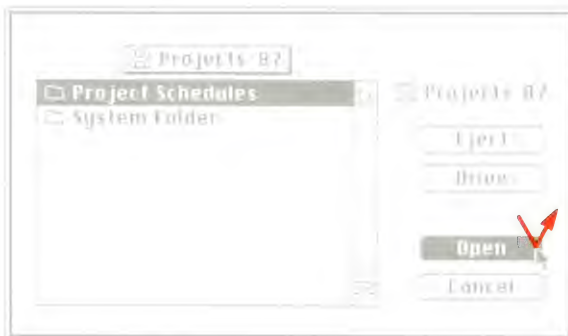 Projects 87
Project Schedules
System Folder
Projects 87
Eject
Drive
Open
Cancel